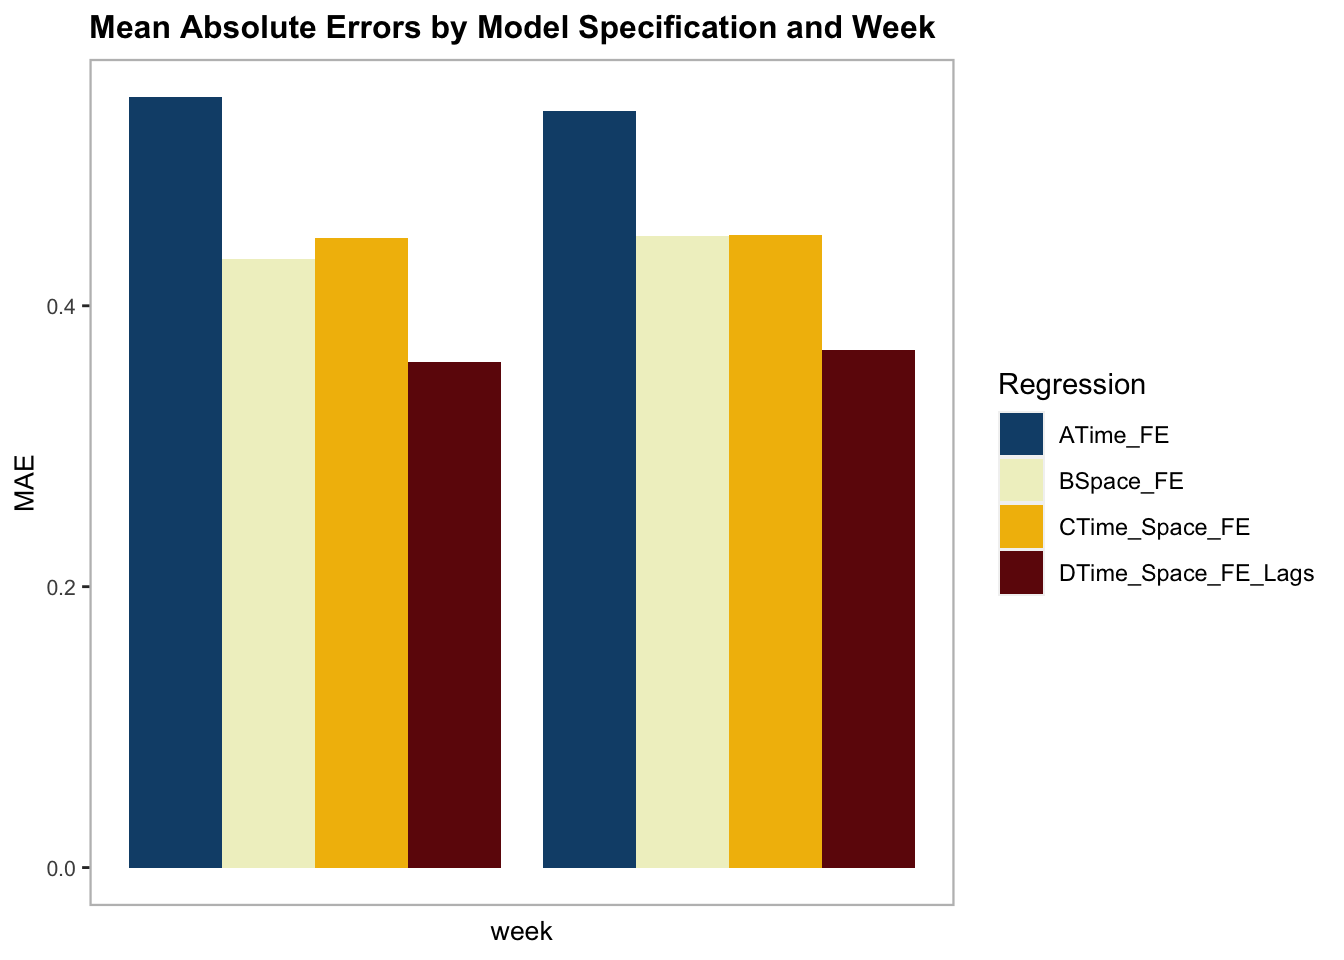 Mean Absolute Errors by Model Specification and Week
MAE
0.4
0.2
0.0
week
Regression
ATime_FE
BSpace_FE
CTime_Space_FE
DTime_Space_FE_Lags